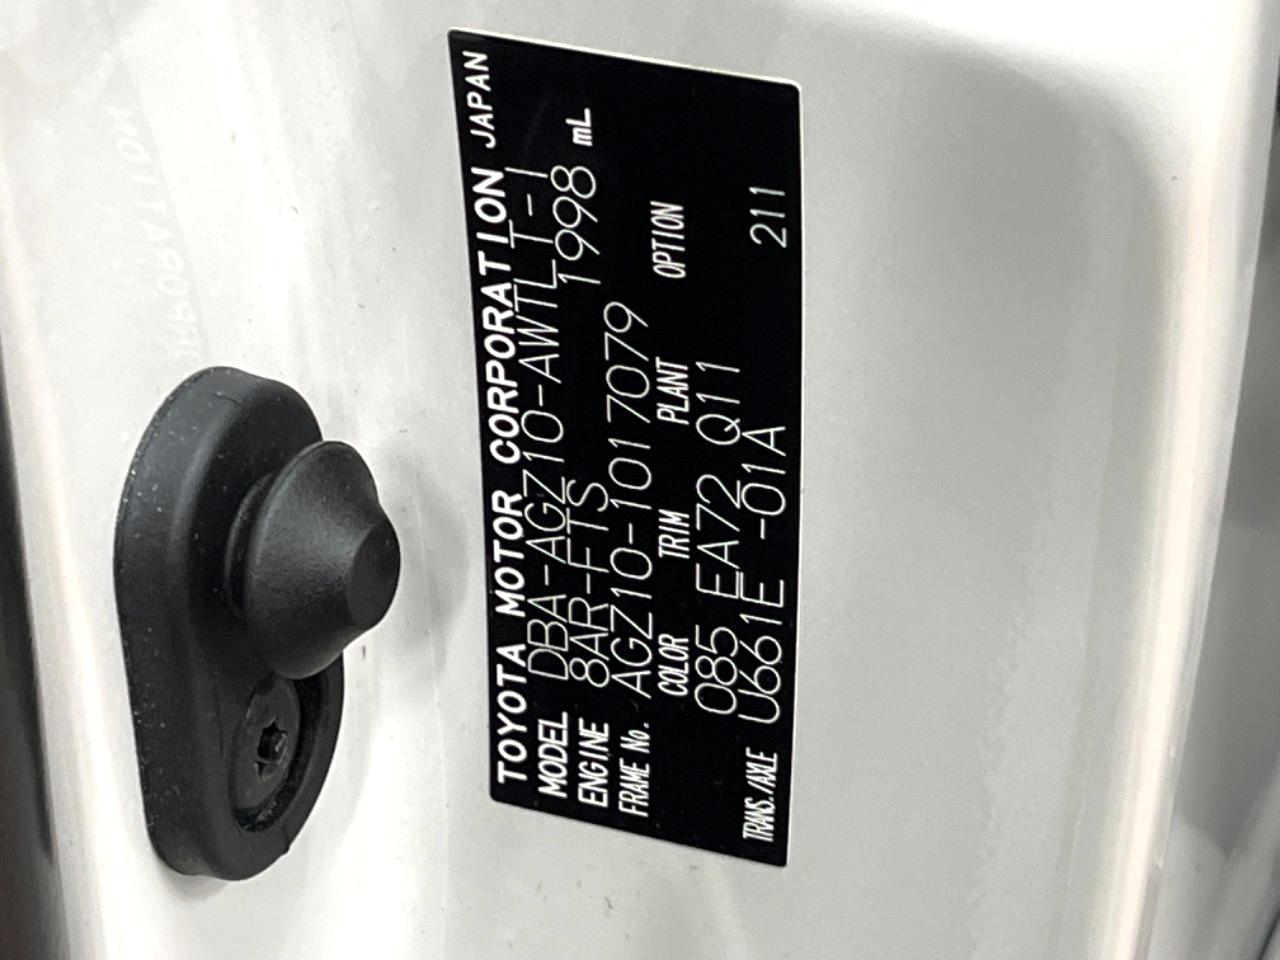 TOYOTA MOTOR CORPORATION JAPAN
MODEL DBA-AGZ10-AWTLT-1
ENGINE 8AR-FTS 1998 mL
FRAME No. AGZ10-1017079
COLOR TRIM PLANT OPTION
085 EA72 Q11
TRANS./AXLE U661E -01A 211